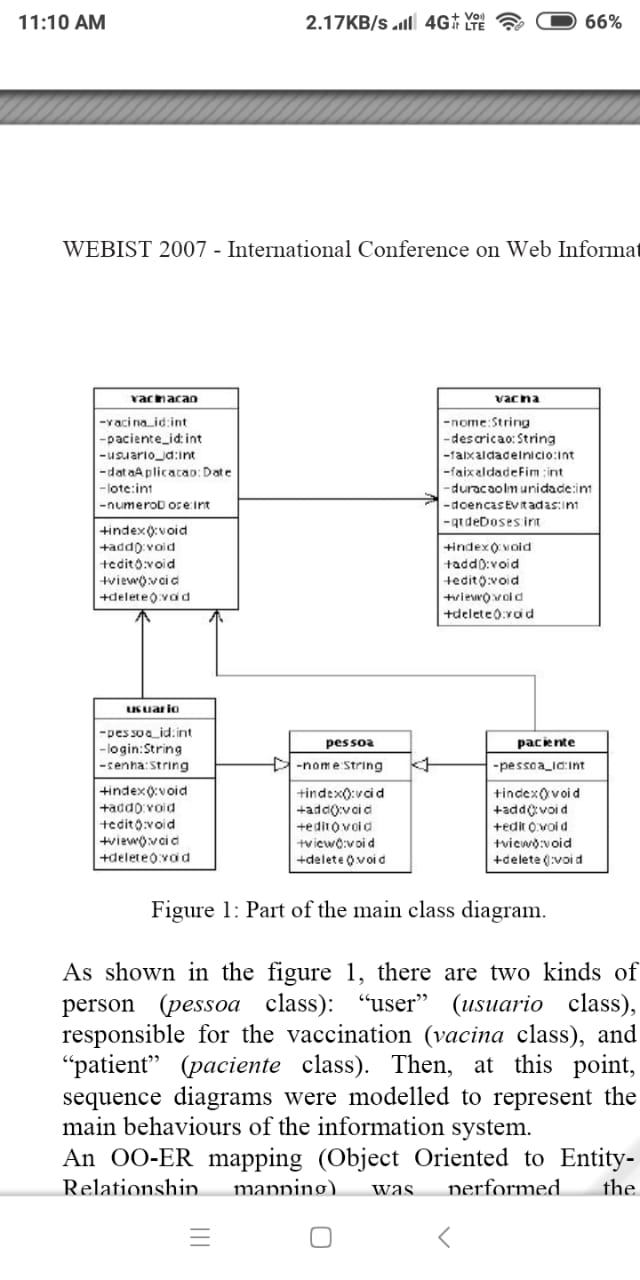 11:10 AM 2.17KB/s 4G+ VoLTE 66%
WEBIST 2007 - International Conference on Web Informat
vacinacao
-vacina_id:int
-paciente_id:int
-usuario_id:int
-dataAplicacao:Date
-lote:int
-numeroDose:int
+index():void
+add():void
+edit():void
+view():void
+delete():void
vacina
-nome:String
-descricao:String
-faixaIdadeInicio:int
-faixaIdadeFim:int
-duracaoImunidade:int
-doencasEvitadas:int
-qtdeDoses:int
+index():void
+add():void
+edit():void
+view():void
+delete():void
usuario
-pessoa_id:int
-login:String
-senha:String
+index():void
+add():void
+edit():void
+view():void
+delete():void
pessoa
-nome:String
+index():void
+add():void
+edit():void
+view():void
+delete():void
paciente
-pessoa_id:int
+index():void
+add():void
+edit():void
+view():void
+delete():void
Figure 1: Part of the main class diagram.
As shown in the figure 1, there are two kinds of
person (pessoa class): “user” (usuario class),
responsible for the vaccination (vacina class), and
“patient” (paciente class). Then, at this point,
sequence diagrams were modelled to represent the
main behaviours of the information system.
An OO-ER mapping (Object Oriented to Entity-
Relationship mapping) was performed the